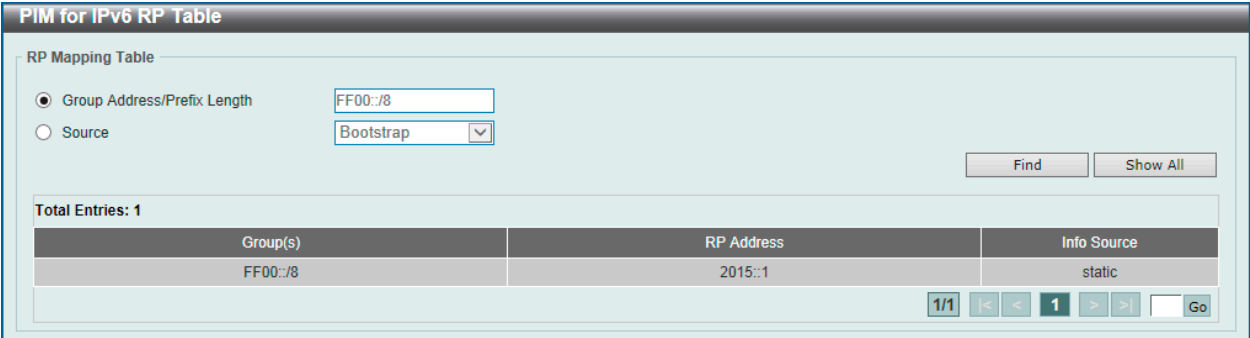 PIM for IPv6 RP Table
RP Mapping Table
Group Address/Prefix Length FF00::/8
Source Bootstrap
Find Show All
Total Entries: 1
Group(s) RP Address Info Source
FF00::/8 2015::1 static
1/1 |< < 1 > >| Go